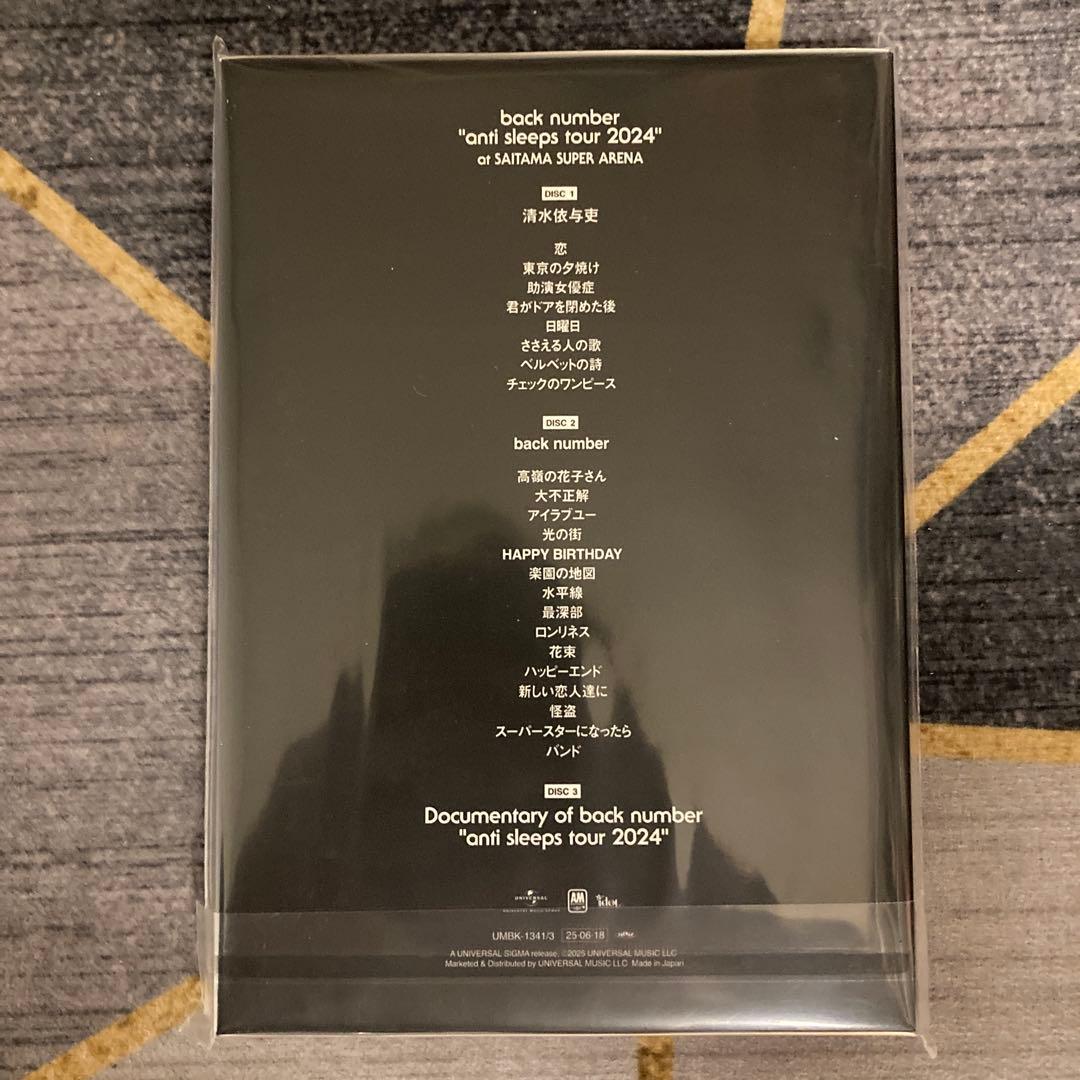 back number
"anti sleeps tour 2024"
at SAITAMA SUPER ARENA
DISC 1
清水依与吏
恋
東京の夕焼け
助演女優症
君がドアを閉めた後
日曜日
ささえる人の歌
ベルベットの詩
チェックのワンピース
DISC 2
back number
高嶺の花子さん
大不正解
アイラブユー
光の街
HAPPY BIRTHDAY
楽園の地図
水平線
最深部
ロンリネス
花束
ハッピーエンド
新しい恋人達に
怪盗
スーパースターになったら
バンド
DISC 3
Documentary of back number
"anti sleeps tour 2024"
UNIVERSAL
UNIVERSAL MUSIC GROUP
AM
idol
UMBK-1341/3 25·06·18
A UNIVERSAL SIGMA release, ©2025 UNIVERSAL MUSIC LLC
Marketed & Distributed by UNIVERSAL MUSIC LLC Made in Japan